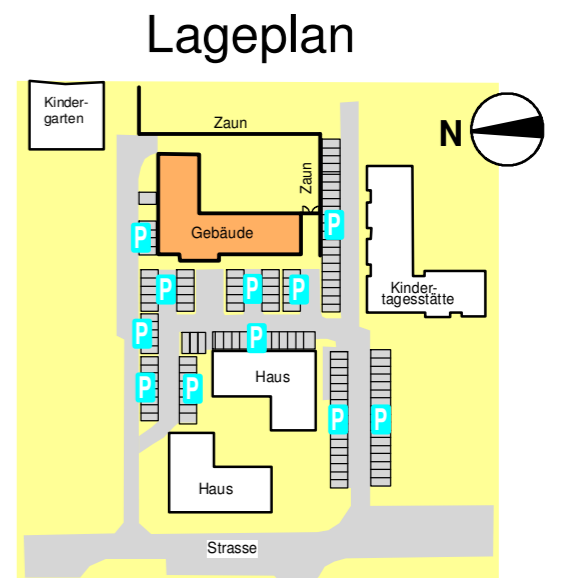 Lageplan
Kinder-
garten
Zaun
N
Zaun
Gebäude
P
P
Kinder-
tagesstätte
P
P
P
P
P
Haus
P
P
P
P
Haus
Strasse